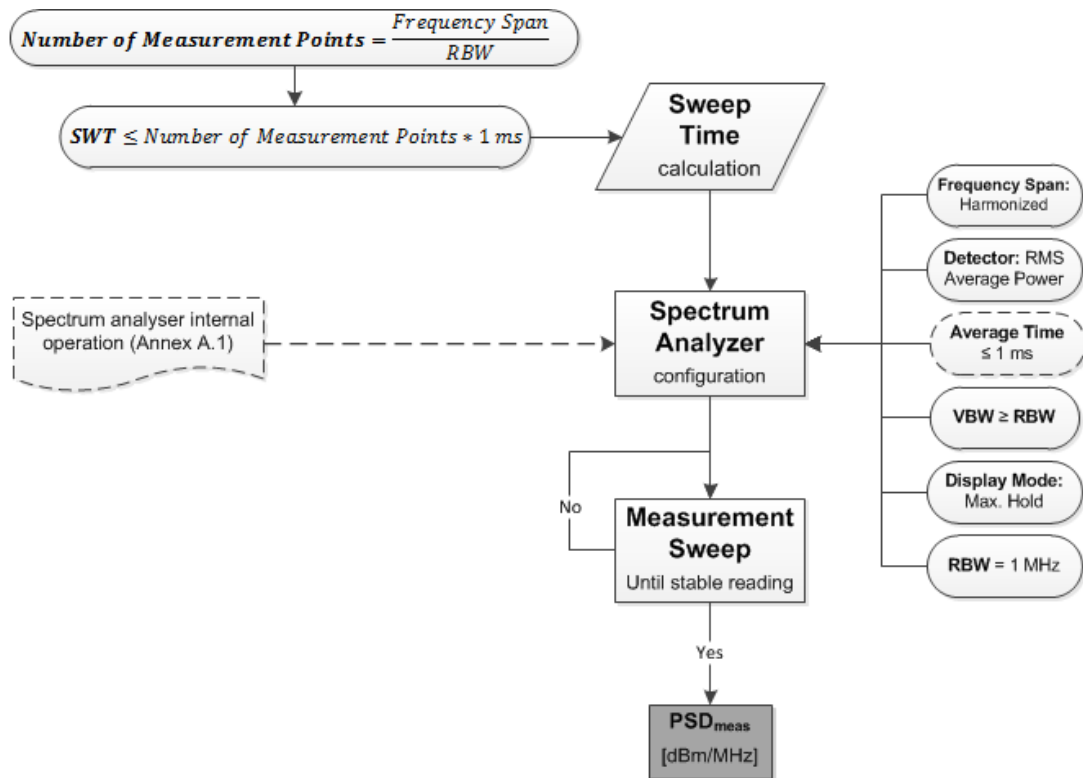 Number of Measurement Points = Frequency Span / RBW
SWT ≤ Number of Measurement Points * 1 ms
Sweep
Time
calculation
Frequency Span:
Harmonized
Detector: RMS
Average Power
Spectrum analyser internal
operation (Annex A.1)
Spectrum
Analyzer
configuration
Average Time
≤ 1 ms
VBW ≥ RBW
Display Mode:
Max. Hold
No
Measurement
Sweep
Until stable reading
RBW = 1 MHz
Yes
PSDmeas
[dBm/MHz]